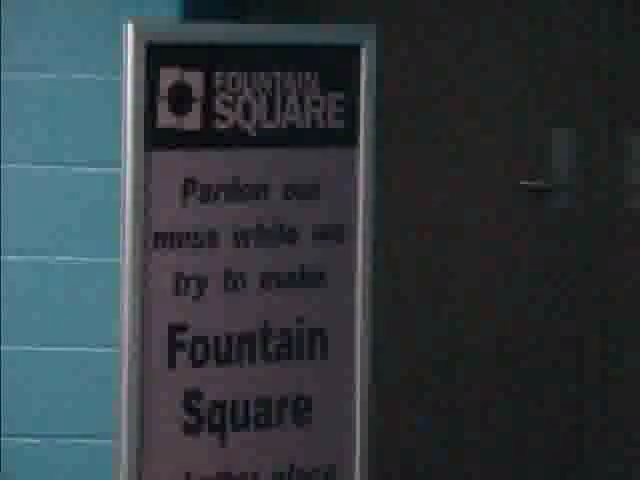 FOUNTAIN
SQUARE
Pardon our
mess while we
try to make
Fountain
Square